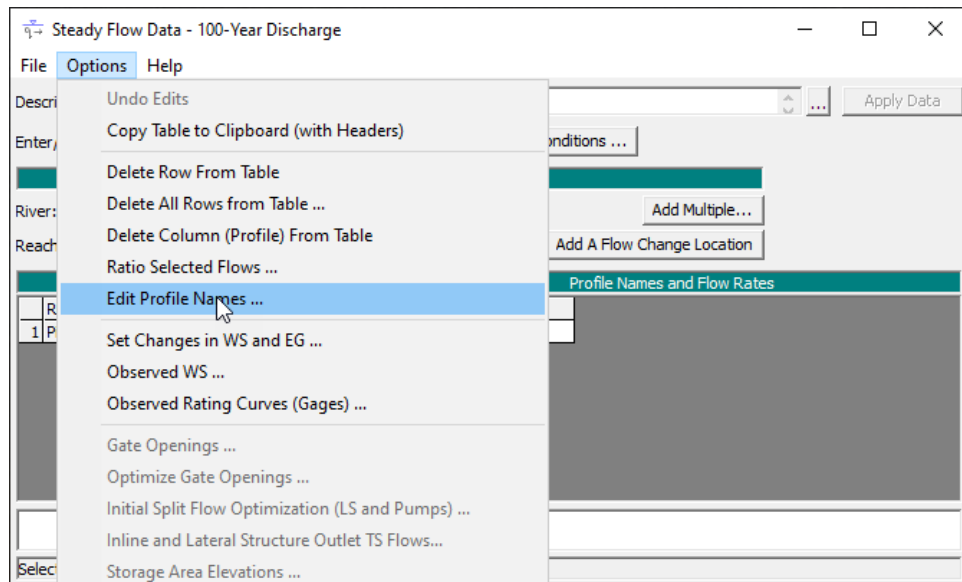 Steady Flow Data - 100-Year Discharge
File Options Help
Descri
Undo Edits
... Apply Data
Copy Table to Clipboard (with Headers)
Enter/
onditions ...
Delete Row From Table
River:
Delete All Rows from Table ...
Add Multiple...
Reach
Delete Column (Profile) From Table
Add A Flow Change Location
Ratio Selected Flows ...
Profile Names and Flow Rates
Edit Profile Names ...
R
1 P
Set Changes in WS and EG ...
Observed WS ...
Observed Rating Curves (Gages) ...
Gate Openings ...
Optimize Gate Openings ...
Initial Split Flow Optimization (LS and Pumps) ...
Inline and Lateral Structure Outlet TS Flows...
Selec
Storage Area Elevations ...